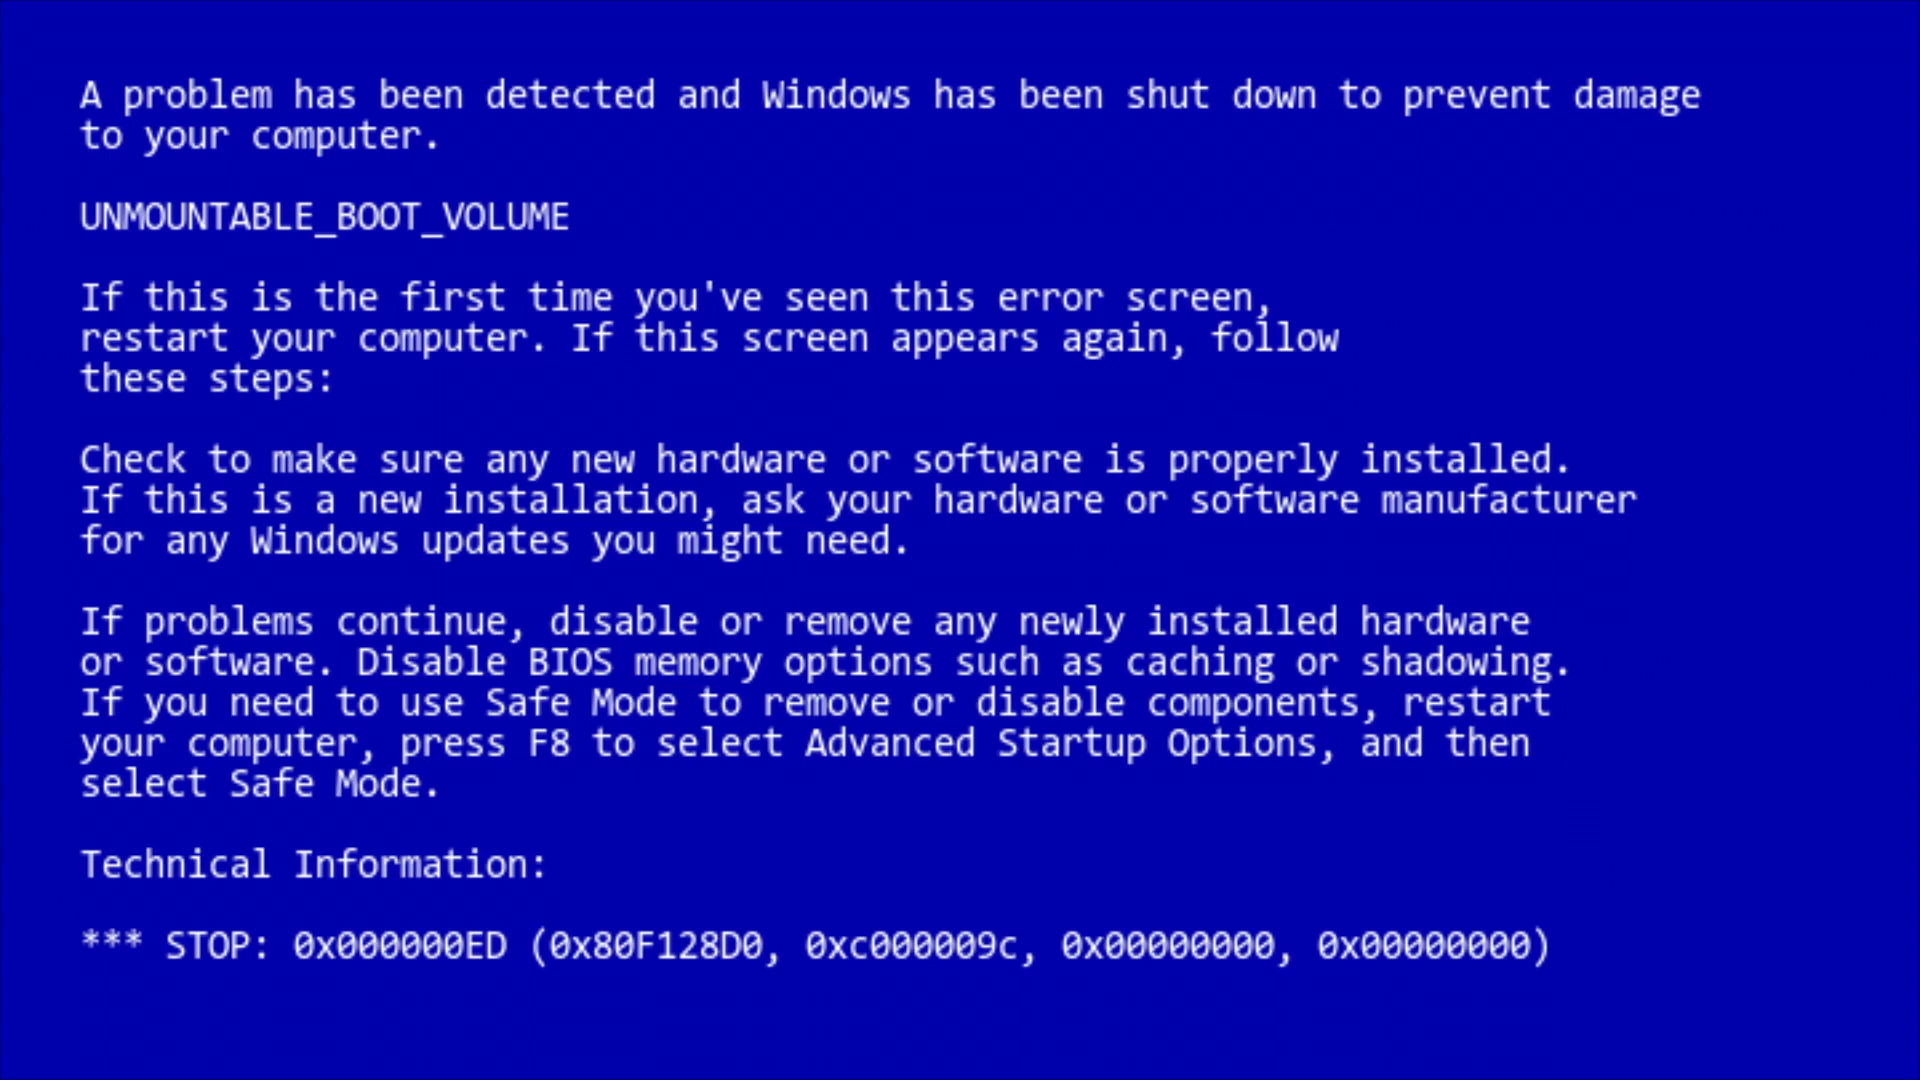 A problem has been detected and Windows has been shut down to prevent damage
to your computer.
UNMOUNTABLE_BOOT_VOLUME
If this is the first time you've seen this error screen,
restart your computer. If this screen appears again, follow
these steps:
Check to make sure any new hardware or software is properly installed.
If this is a new installation, ask your hardware or software manufacturer
for any Windows updates you might need.
If problems continue, disable or remove any newly installed hardware
or software. Disable BIOS memory options such as caching or shadowing.
If you need to use Safe Mode to remove or disable components, restart
your computer, press F8 to select Advanced Startup Options, and then
select Safe Mode.
Technical Information:
*** STOP: 0x000000ED (0x80F128D0, 0xc000009c, 0x00000000, 0x00000000)